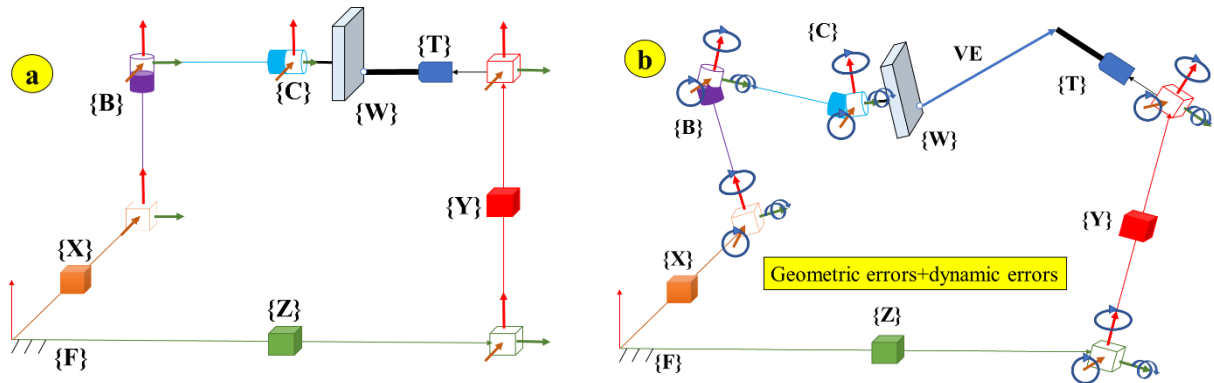 a
{B}
{C}
{T}
{W}
{X}
{Y}
{Z}
{F}
b
{C}
VE
{T}
{B}
{W}
{X}
{Y}
Geometric errors+dynamic errors
{Z}
{F}